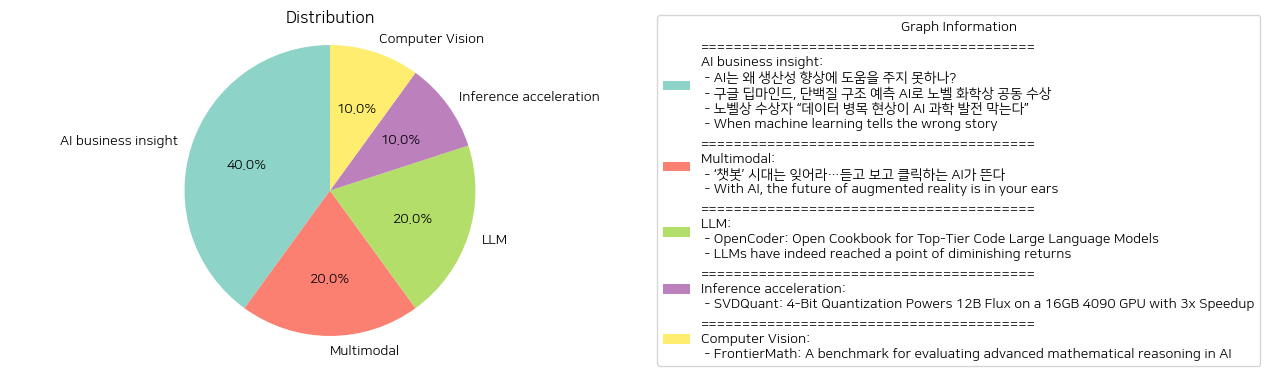 Distribution
Computer Vision
Inference acceleration
AI business insight
LLM
Multimodal
10.0%
10.0%
40.0%
20.0%
20.0%
Graph Information
========================================
AI business insight:
- AI는 왜 생산성 향상에 도움을 주지 못하나?
- 구글 딥마인드, 단백질 구조 예측 AI로 노벨 화학상 공동 수상
- 노벨상 수상자 “데이터 병목 현상이 AI 과학 발전 막는다”
- When machine learning tells the wrong story
========================================
Multimodal:
- ‘챗봇’ 시대는 잊어라…듣고 보고 클릭하는 AI가 뜬다
- With AI, the future of augmented reality is in your ears
========================================
LLM:
- OpenCoder: Open Cookbook for Top-Tier Code Large Language Models
- LLMs have indeed reached a point of diminishing returns
========================================
Inference acceleration:
- SVDQuant: 4-Bit Quantization Powers 12B Flux on a 16GB 4090 GPU with 3x Speedup
========================================
Computer Vision:
- FrontierMath: A benchmark for evaluating advanced mathematical reasoning in AI